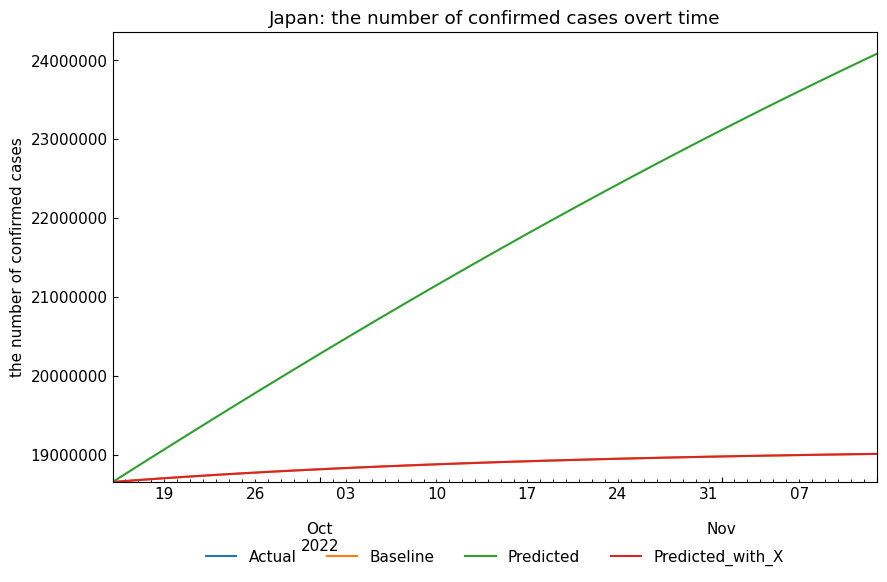 Japan: the number of confirmed cases overt time
the number of confirmed cases
24000000
23000000
22000000
21000000
20000000
19000000
19 26 03 10 17 24 31 07
Oct Nov
2022
Actual Baseline Predicted Predicted_with_X